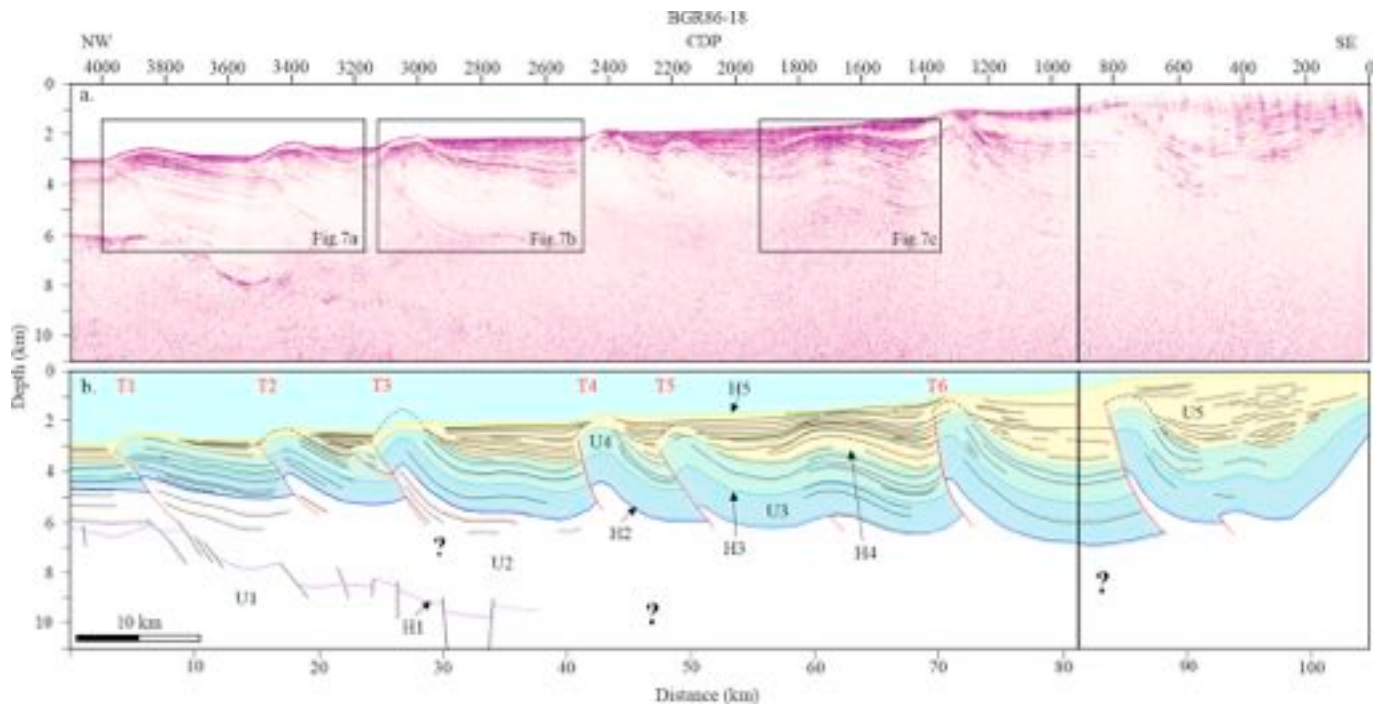 BGR86-18
NW CDP SE
4000 3800 3600 3400 3200 3000 2800 2600 2400 2200 2000 1800 1600 1400 1200 1000 800 600 400 200 0
0
a.
2
4
6
8
10
Fig.7a
Fig.7b
Fig.7c
Depth (km)
0
b.
T1 T2 T3 T4 T5 H5 T6
2
4
6
8
10
U4
U5
U3
H2
H3
H4
?
U2
U1
H1
?
?
10 km
10 20 30 40 50 60 70 80 90 100
Distance (km)